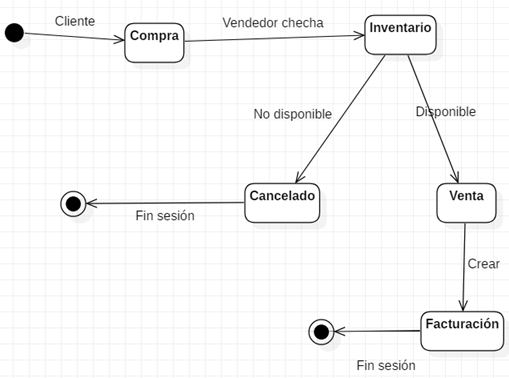 Cliente
Compra
Vendedor checha
Inventario
No disponible
Disponible
Cancelado
Venta
Fin sesión
Crear
Facturación
Fin sesión